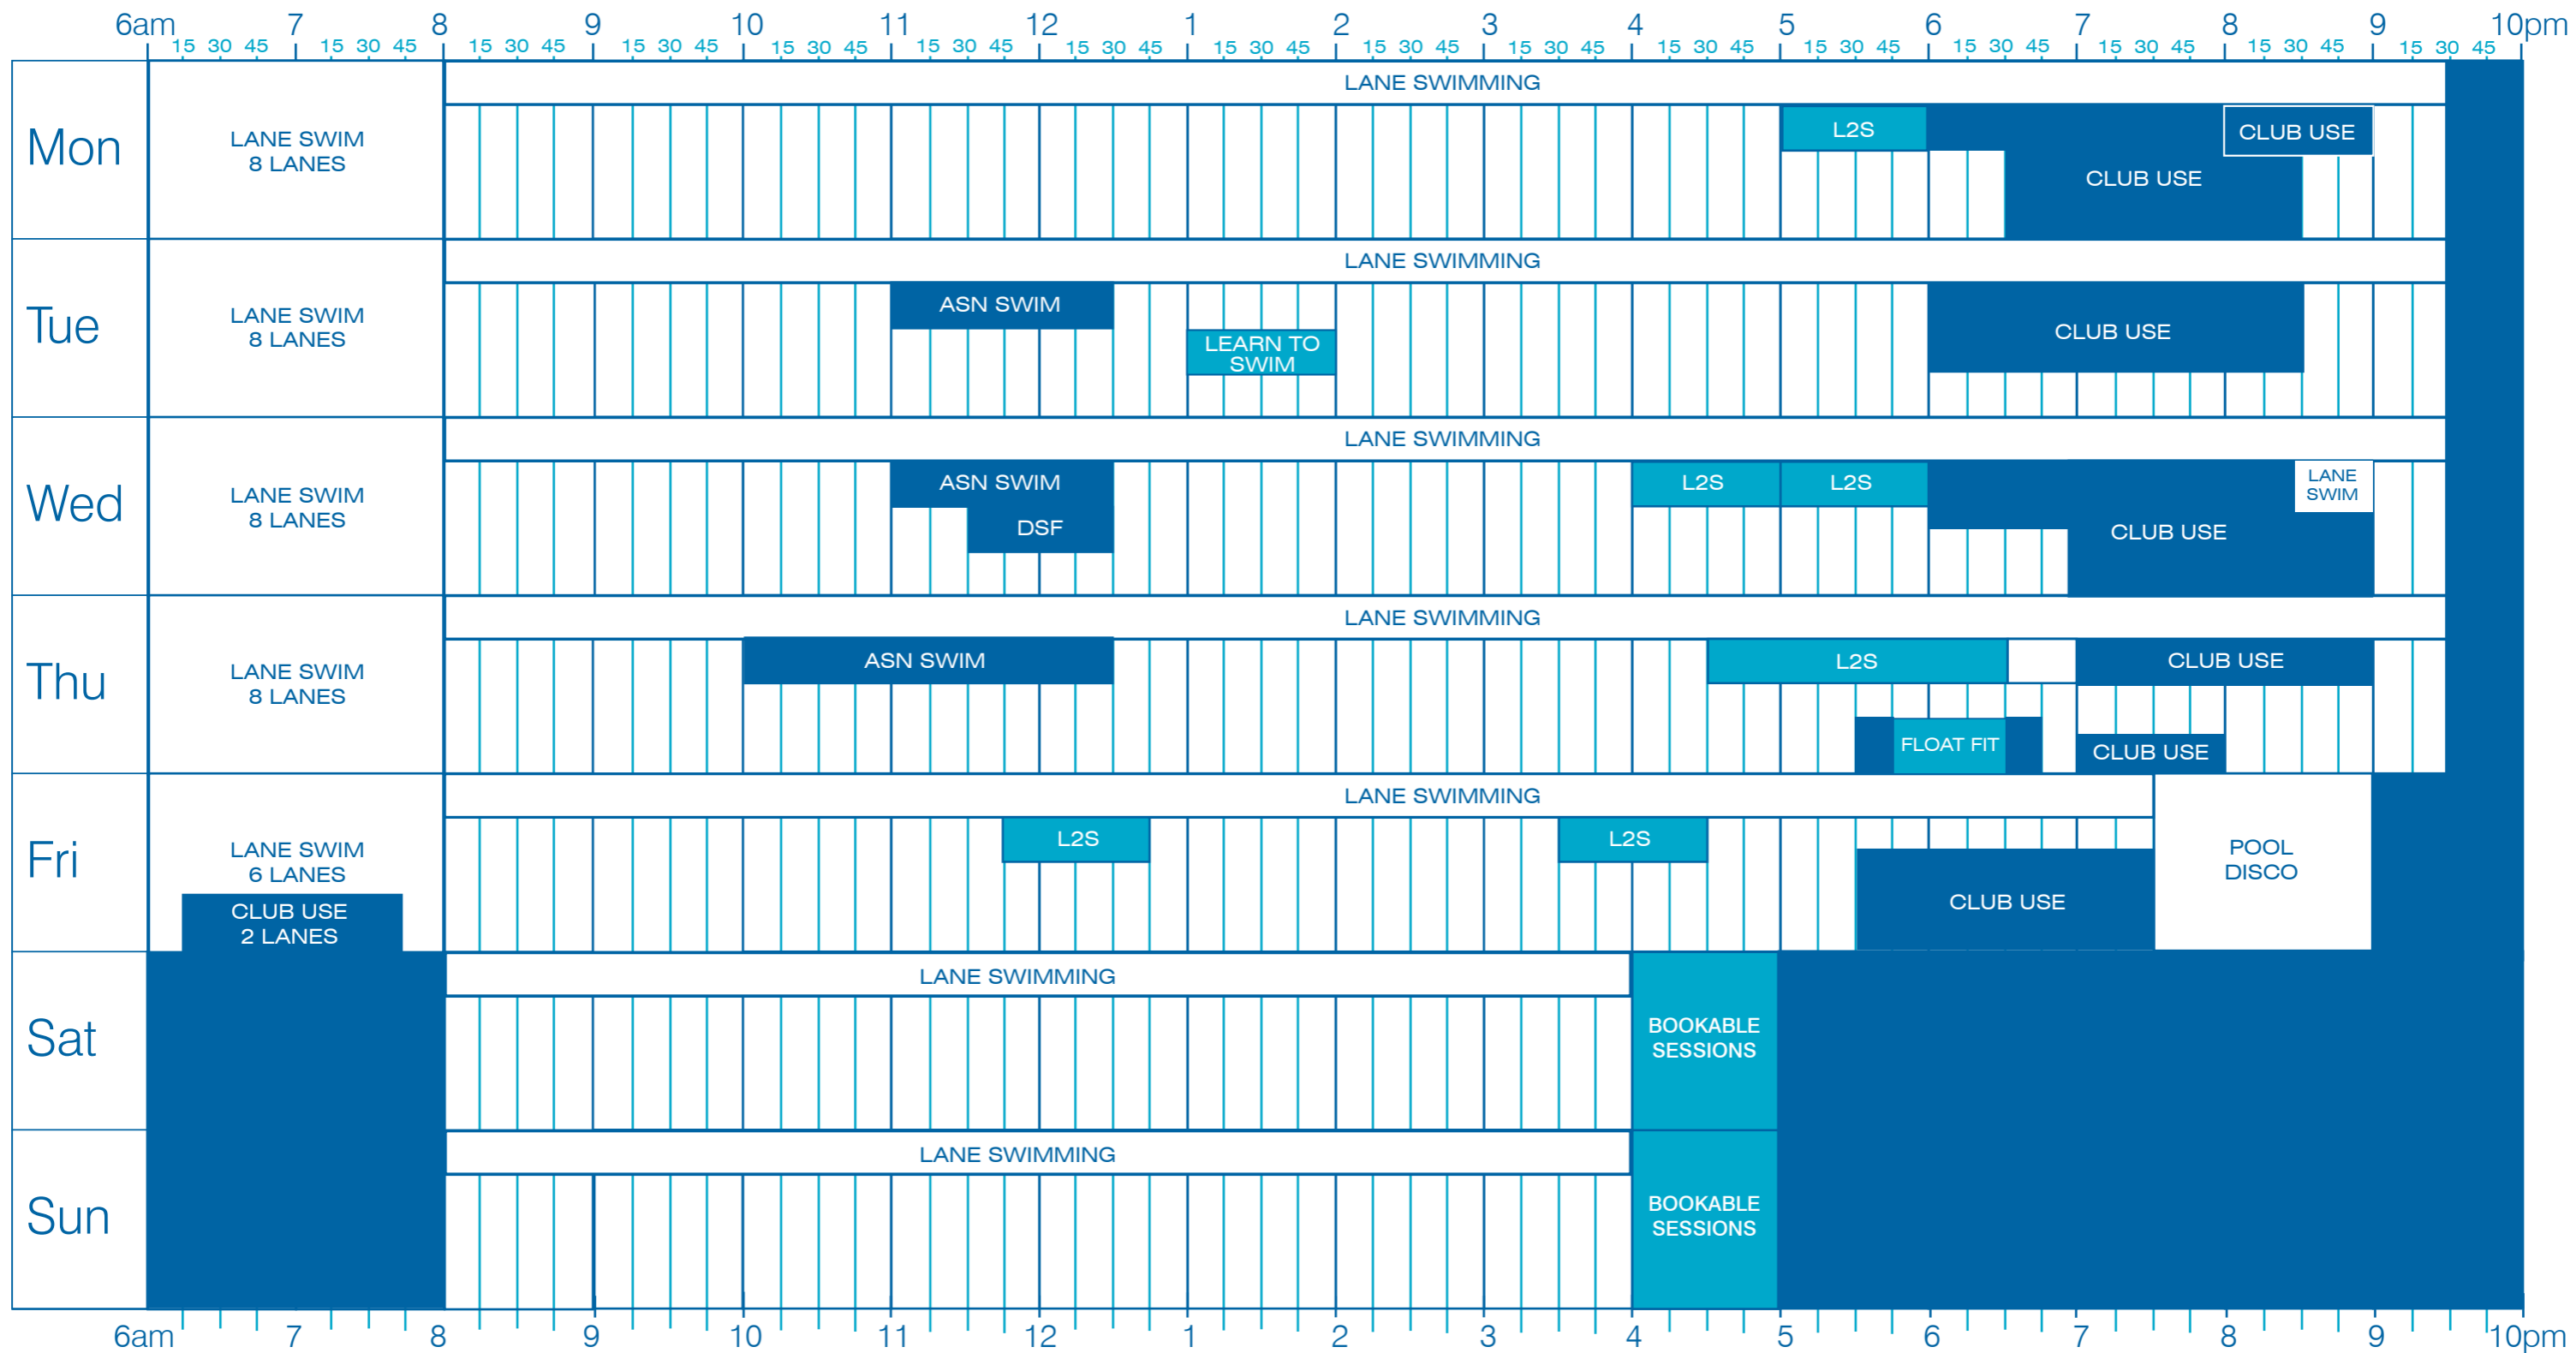 6am 7 8 9 10 11 12 1 2 3 4 5 6 7 8 9 10pm
15 30 45 15 30 45 15 30 45 15 30 45 15 30 45 15 30 45 15 30 45 15 30 45 15 30 45 15 30 45 15 30 45 15 30 45 15 30 45 15 30 45 15 30 45 15 30 45
Mon
LANE SWIM
8 LANES
LANE SWIMMING
L2S
CLUB USE
CLUB USE
Tue
LANE SWIM
8 LANES
LANE SWIMMING
ASN SWIM
LEARN TO
SWIM
CLUB USE
Wed
LANE SWIM
8 LANES
LANE SWIMMING
ASN SWIM
DSF
L2S
L2S
CLUB USE
LANE
SWIM
Thu
LANE SWIM
8 LANES
LANE SWIMMING
ASN SWIM
L2S
CLUB USE
FLOAT FIT
CLUB USE
Fri
LANE SWIM
6 LANES
CLUB USE
2 LANES
LANE SWIMMING
L2S
L2S
CLUB USE
POOL
DISCO
Sat
LANE SWIMMING
BOOKABLE
SESSIONS
Sun
LANE SWIMMING
BOOKABLE
SESSIONS
6am 7 8 9 10 11 12 1 2 3 4 5 6 7 8 9 10pm